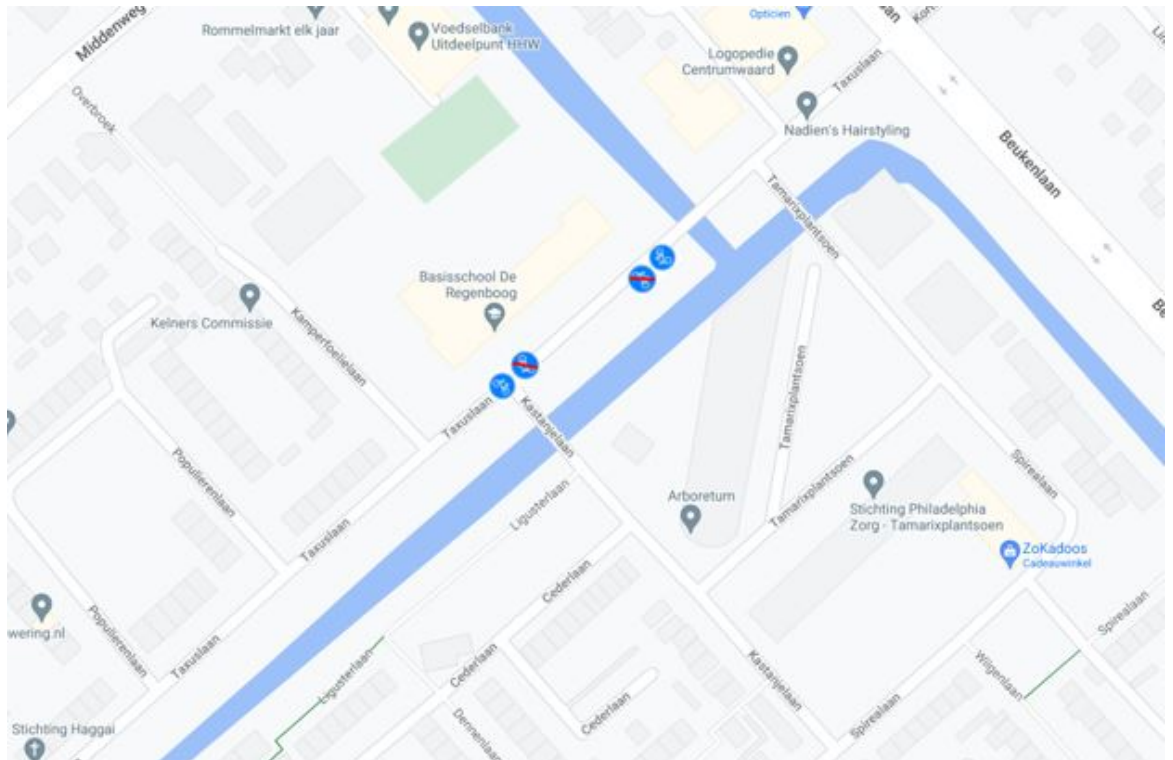 Middenweg
Rommelmarkt elk jaar
Voedselbank
Uitdeelpunt HHW
Opticien
Beukenlaan
Logopedie
Centrumwaard
Taxuslaan
Nadien's Hairstyling
Beukenlaan
Overbroek
Tamarixplantsoen
Basisschool De
Regenboog
Kelners Commissie
Kamperfoelielaan
Taxuslaan
Kastanjelaan
Tamarixplantsoen
Populierenlaan
Ligusterlaan
Arboretum
Tamarixplantsoen
Spirealaan
Stichting Philadelphia
Zorg - Tamarixplantsoen
Taxuslaan
ZoKadoos
Cadeauwinkel
Cederlaan
wering.nl
Populierenlaan
Taxuslaan
Ligusterlaan
Cederlaan
Kastanjelaan
Spirealaan
Wilgenlaan
Cederlaan
Dennenlaan
Spirealaan
Stichting Haggai